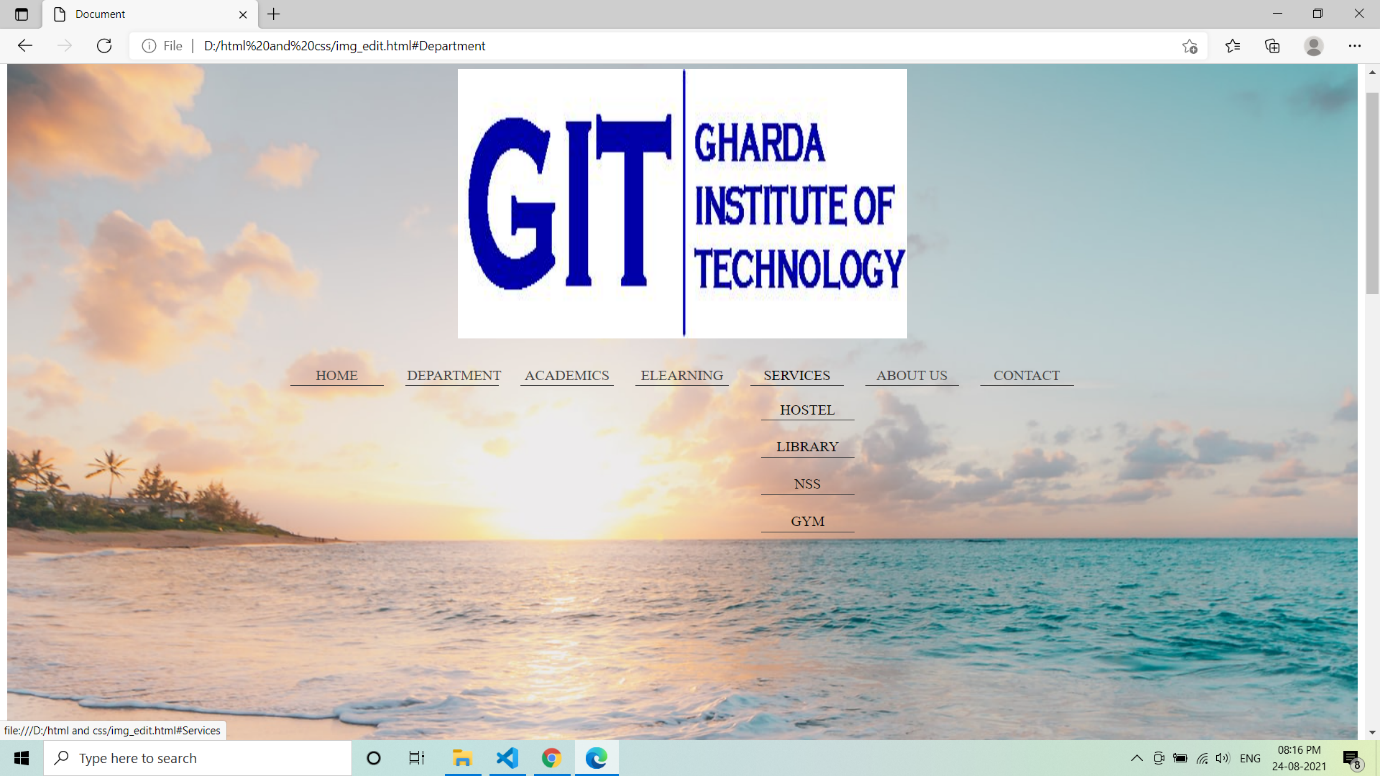 Document
File
D:/html%20and%20css/img_edit.html#Department
GIT
GHARDA
INSTITUTE OF
TECHNOLOGY
HOME DEPARTMENT ACADEMICS ELEARNING SERVICES ABOUT US CONTACT
HOSTEL
LIBRARY
NSS
GYM
file:///D:/html and css/img_edit.html#Services
Type here to search
ENG
08:16 PM
24-08-2021
8